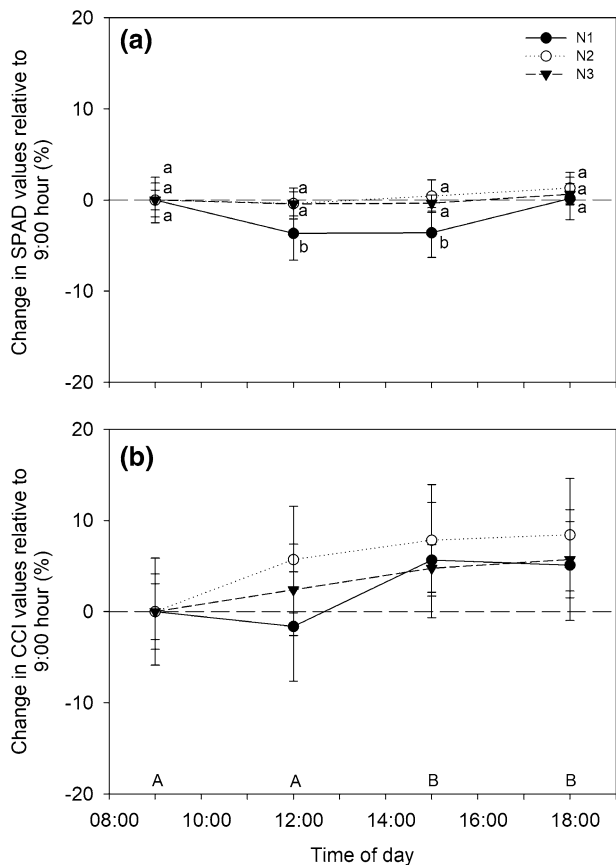 (a)
N1
N2
N3
20
10
0
-10
-20
Change in SPAD values relative to
9:00 hour (%)
a
a
a
a
a
b
a
a
b
a
a
a
(b)
20
10
0
-10
-20
Change in CCI values relative to
9:00 hour (%)
A A B B
08:00 10:00 12:00 14:00 15:00 18:00
Time of day